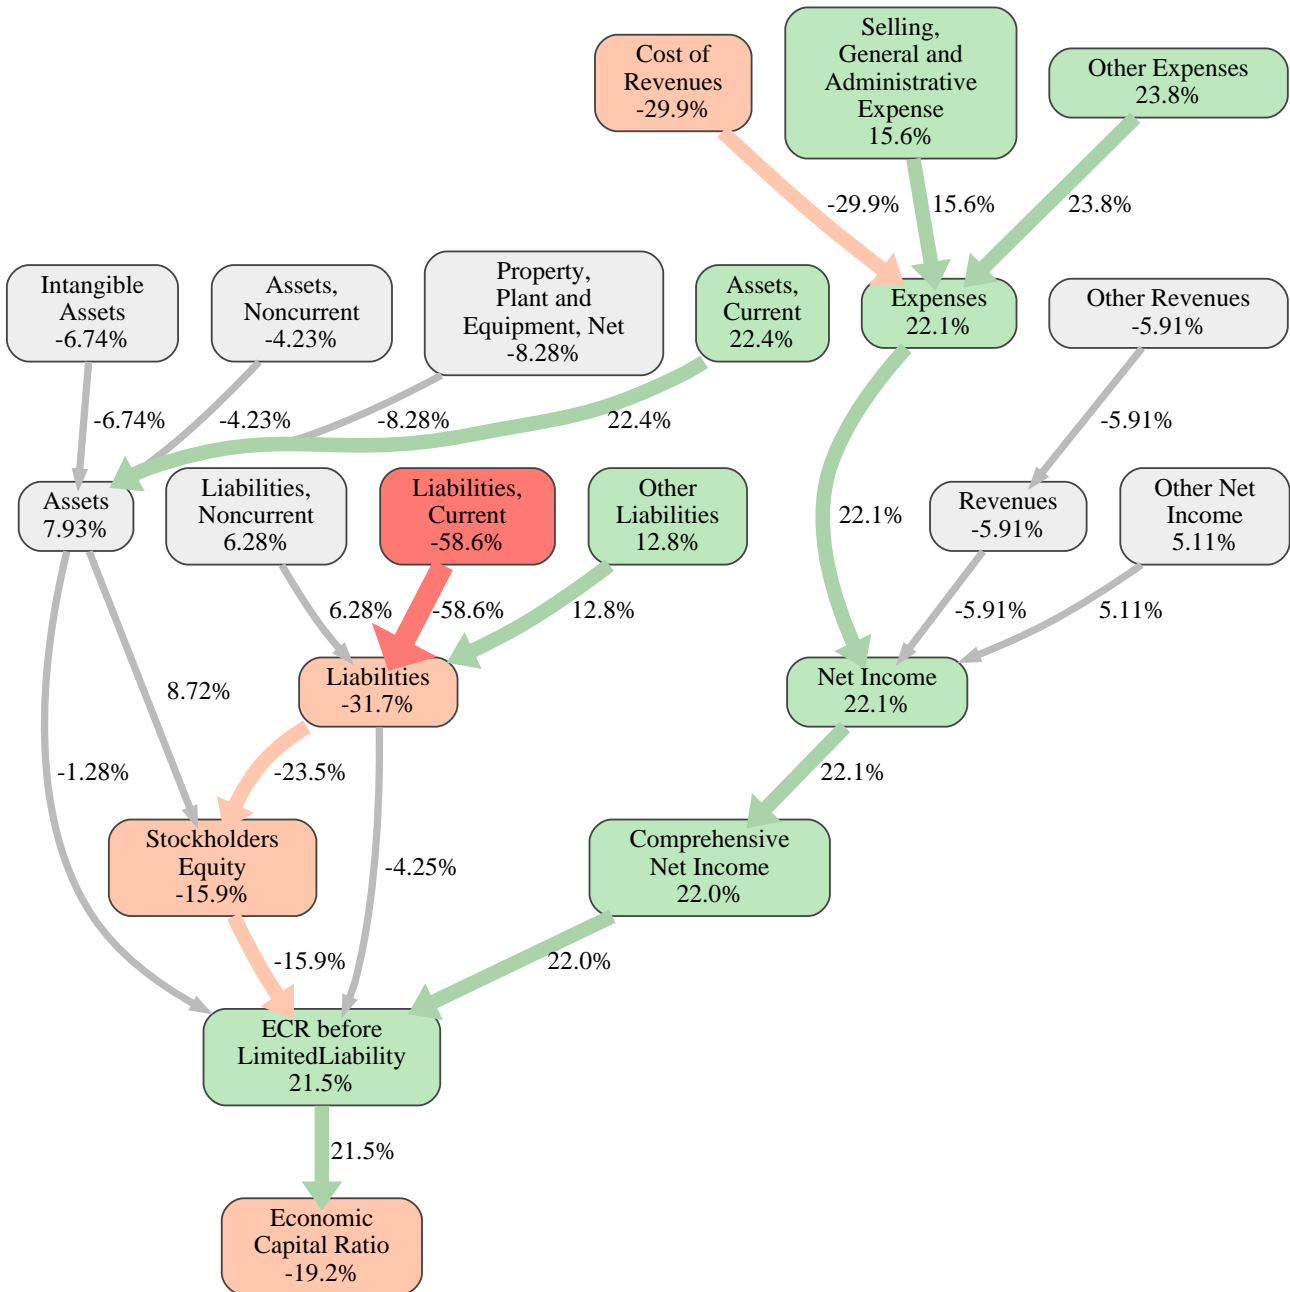 Cost of
Revenues
-29.9%
Selling,
General and
Administrative
Expense
15.6%
Other Expenses
23.8%
-29.9%
15.6%
23.8%
Intangible
Assets
-6.74%
Assets,
Noncurrent
-4.23%
Property,
Plant and
Equipment, Net
-8.28%
Assets,
Current
22.4%
Expenses
22.1%
Other Revenues
-5.91%
-6.74%
-4.23%
-8.28%
22.4%
-5.91%
Assets
7.93%
Liabilities,
Noncurrent
6.28%
Liabilities,
Current
-58.6%
Other
Liabilities
12.8%
22.1%
Revenues
-5.91%
Other Net
Income
5.11%
6.28%
-58.6%
12.8%
-5.91%
5.11%
8.72%
Liabilities
-31.7%
Net Income
22.1%
-1.28%
-23.5%
22.1%
Stockholders
Equity
-15.9%
-4.25%
Comprehensive
Net Income
22.0%
-15.9%
22.0%
ECR before
LimitedLiability
21.5%
21.5%
Economic
Capital Ratio
-19.2%